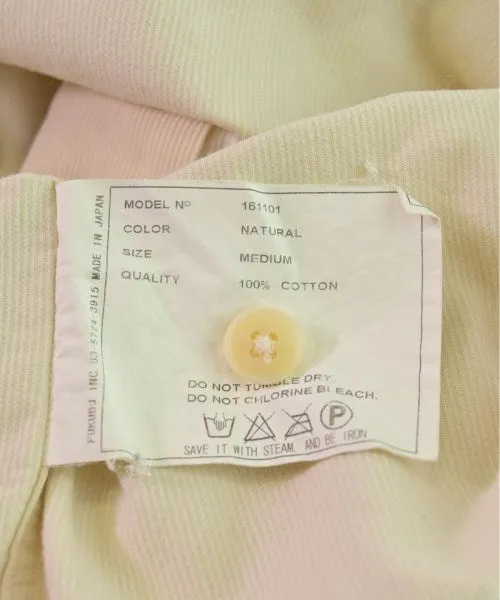 MODEL Nº 161101
COLOR NATURAL
SIZE MEDIUM
QUALITY 100% COTTON
DO NOT TUMBLE DRY.
DO NOT CHLORINE BLEACH.
P
SAVE IT WITH STEAM. AND BE IRON
FUKUBU INC 03-5724-3915 MADE IN JAPAN